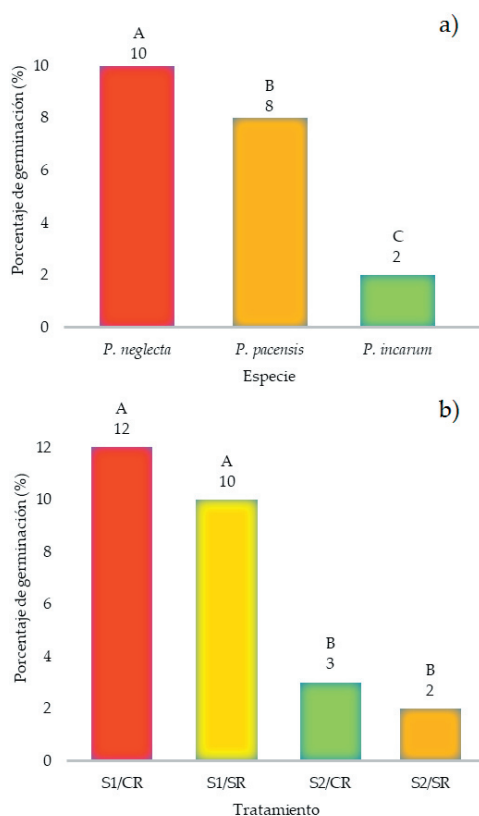 a)
Porcentaje de germinación (%)
10
8
6
4
2
0
A
10
B
8
C
2
P. neglecta
P. pacensis
P. incarum
Especie
b)
Porcentaje de germinación (%)
12
10
8
6
4
2
0
A
12
A
10
B
3
B
2
S1/CR
S1/SR
S2/CR
S2/SR
Tratamiento